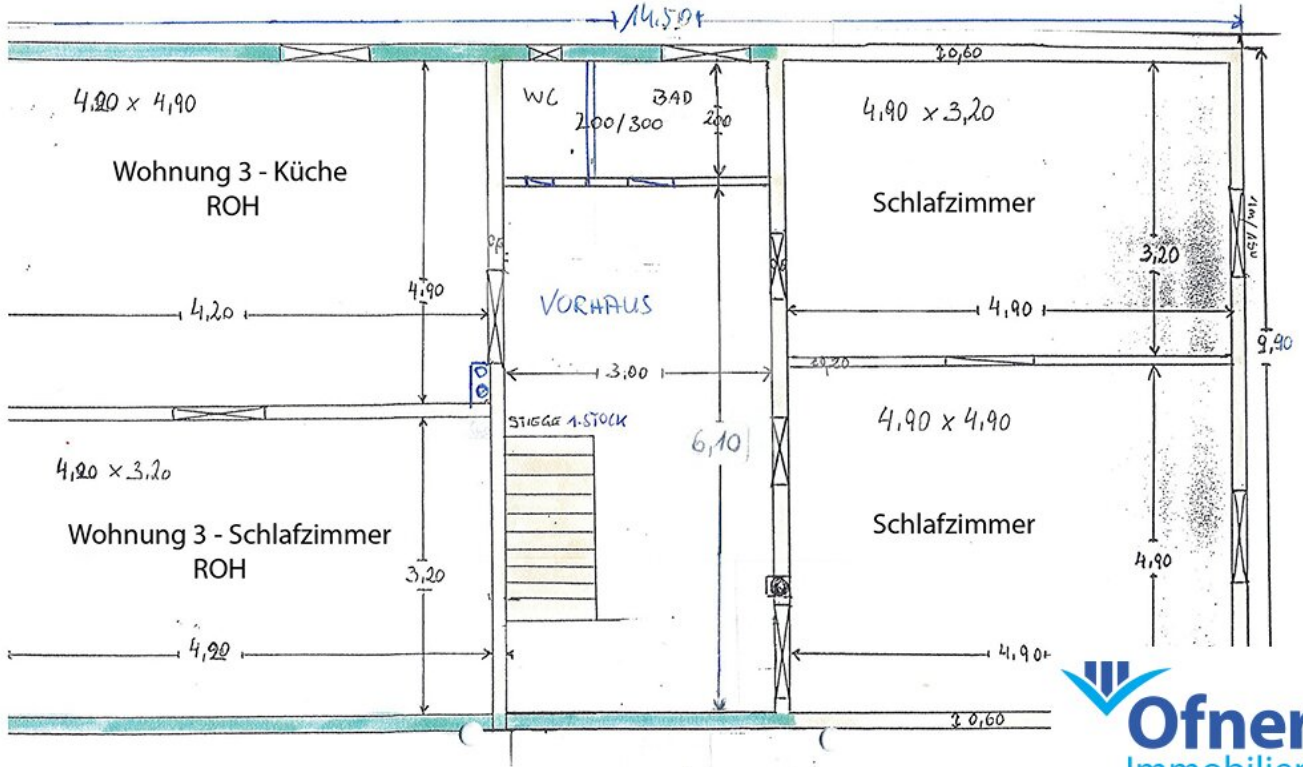 14.50
0,60
4,20 x 4,90
Wohnung 3 - Küche
ROH
4,20
4,90
WC
BAD
200/300
200
4,90 x 3,20
Schlafzimmer
3,20
4,90
9,90
VORHAUS
3,00
STIEGE 1.STOCK
6,10
4,20 x 3,20
Wohnung 3 - Schlafzimmer
ROH
3,20
4,20
4,90 x 4,90
Schlafzimmer
4,90
4,90
0,60
Ofner